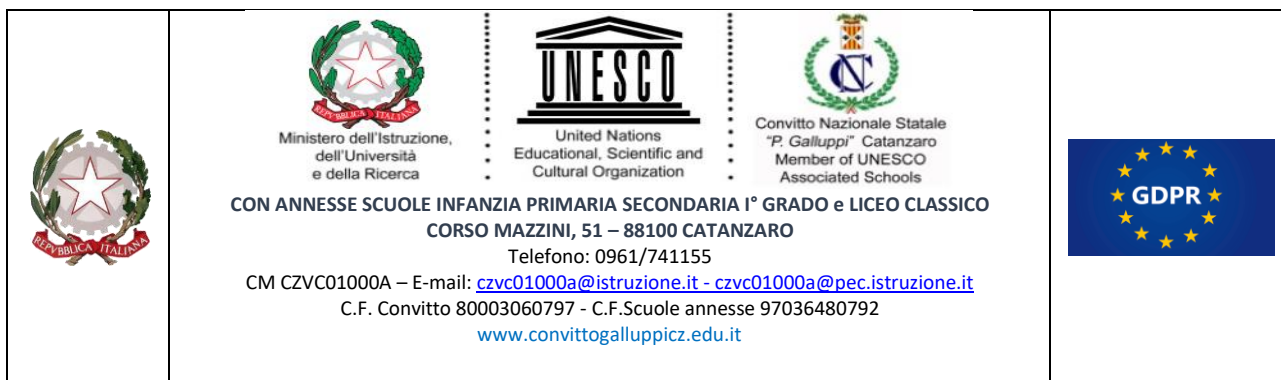 REPVBBLICA ITALIANA
REPVBBLICA ITALIANA
Ministero dell'Istruzione,
dell'Università
e della Ricerca
UNESCO
United Nations
Educational, Scientific and
Cultural Organization
Convitto Nazionale Statale
"P. Galluppi" Catanzaro
Member of UNESCO
Associated Schools
CON ANNESSE SCUOLE INFANZIA PRIMARIA SECONDARIA I° GRADO e LICEO CLASSICO
CORSO MAZZINI, 51 – 88100 CATANZARO
Telefono: 0961/741155
CM CZVC01000A – E-mail: czvc01000a@istruzione.it - czvc01000a@pec.istruzione.it
C.F. Convitto 80003060797 - C.F.Scuole annesse 97036480792
www.convittogalluppicz.edu.it
GDPR